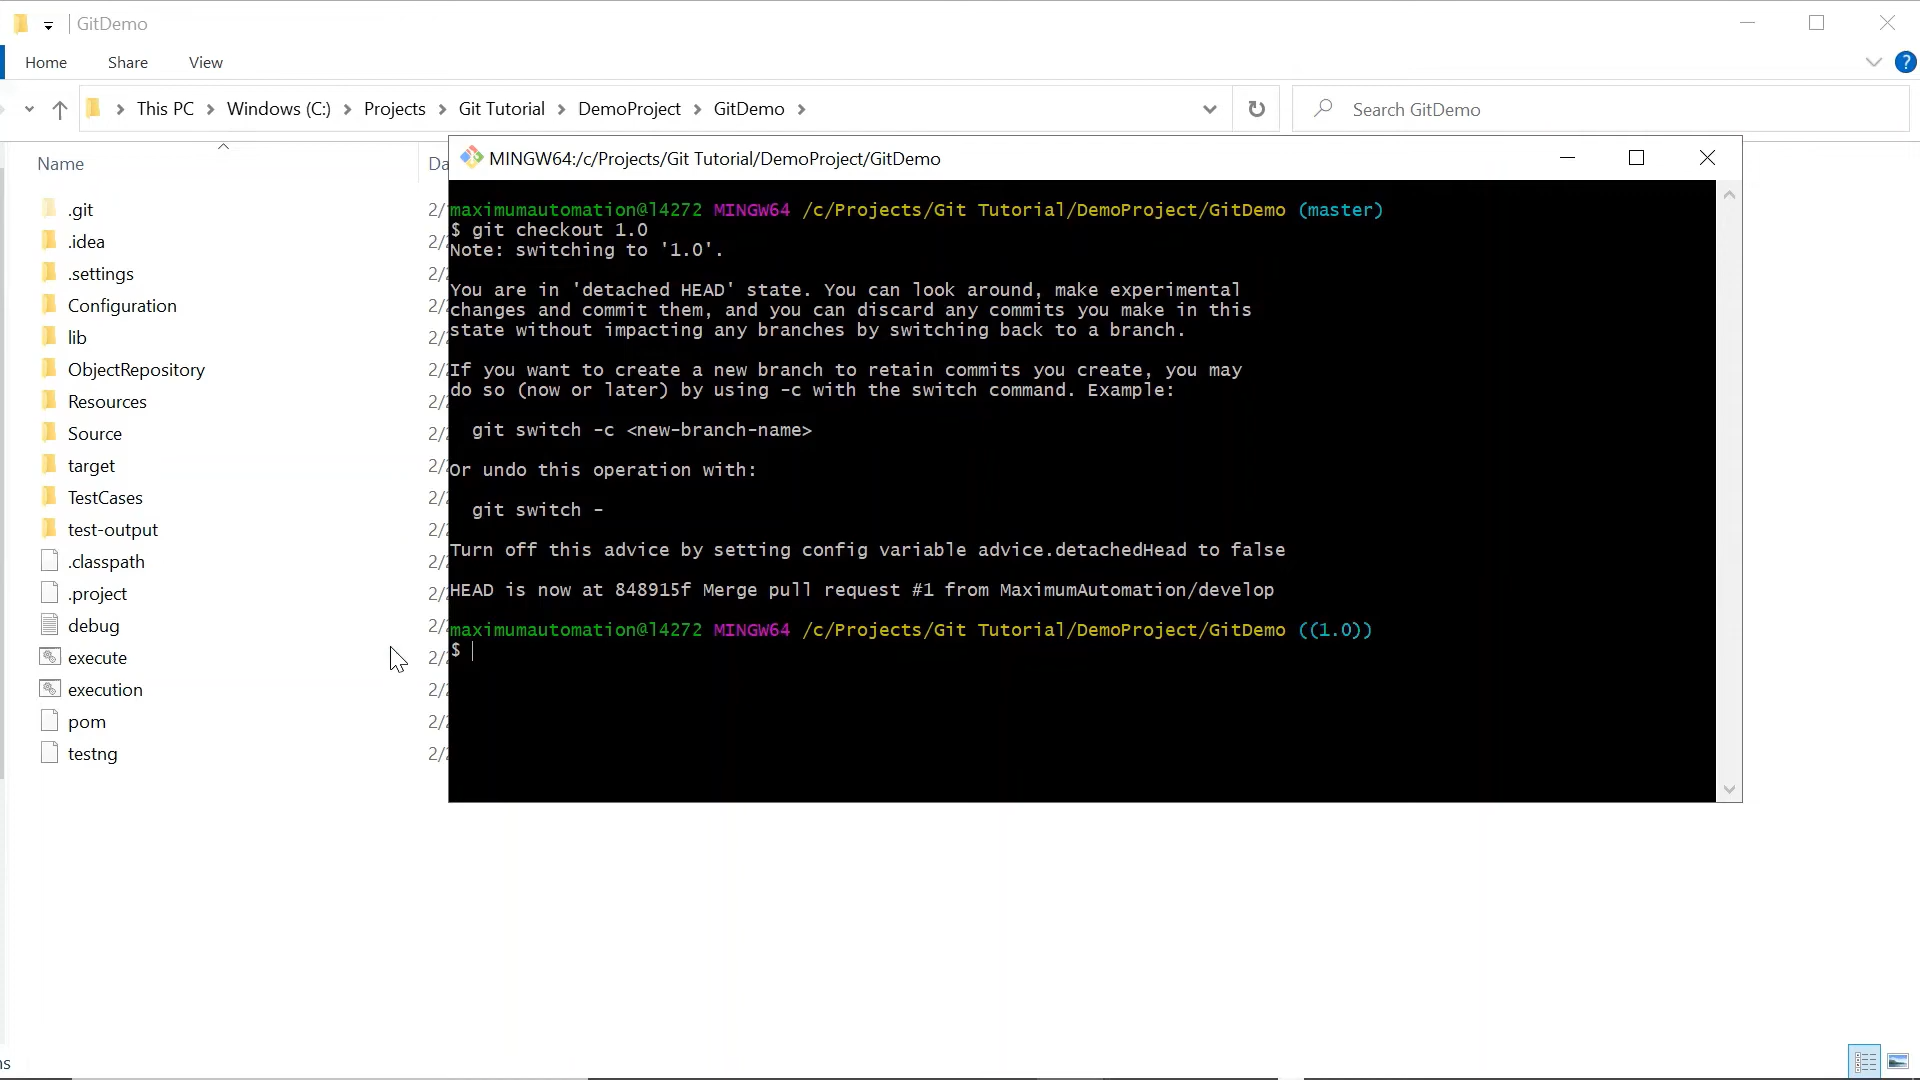 GitDemo
Home Share View
This PC Windows (C:) Projects Git Tutorial DemoProject GitDemo
Search GitDemo
Name
.git
.idea
.settings
Configuration
lib
ObjectRepository
Resources
Source
target
TestCases
test-output
.classpath
.project
debug
execute
execution
pom
testng
MINGW64:/c/Projects/Git Tutorial/DemoProject/GitDemo
maximumautomation@l4272 MINGW64 /c/Projects/Git Tutorial/DemoProject/GitDemo (master)
$ git checkout 1.0
Note: switching to '1.0'.
You are in 'detached HEAD' state. You can look around, make experimental
changes and commit them, and you can discard any commits you make in this
state without impacting any branches by switching back to a branch.
If you want to create a new branch to retain commits you create, you may
do so (now or later) by using -c with the switch command. Example:
git switch -c <new-branch-name>
Or undo this operation with:
git switch -
Turn off this advice by setting config variable advice.detachedHead to false
HEAD is now at 848915f Merge pull request #1 from MaximumAutomation/develop
maximumautomation@l4272 MINGW64 /c/Projects/Git Tutorial/DemoProject/GitDemo ((1.0))
$